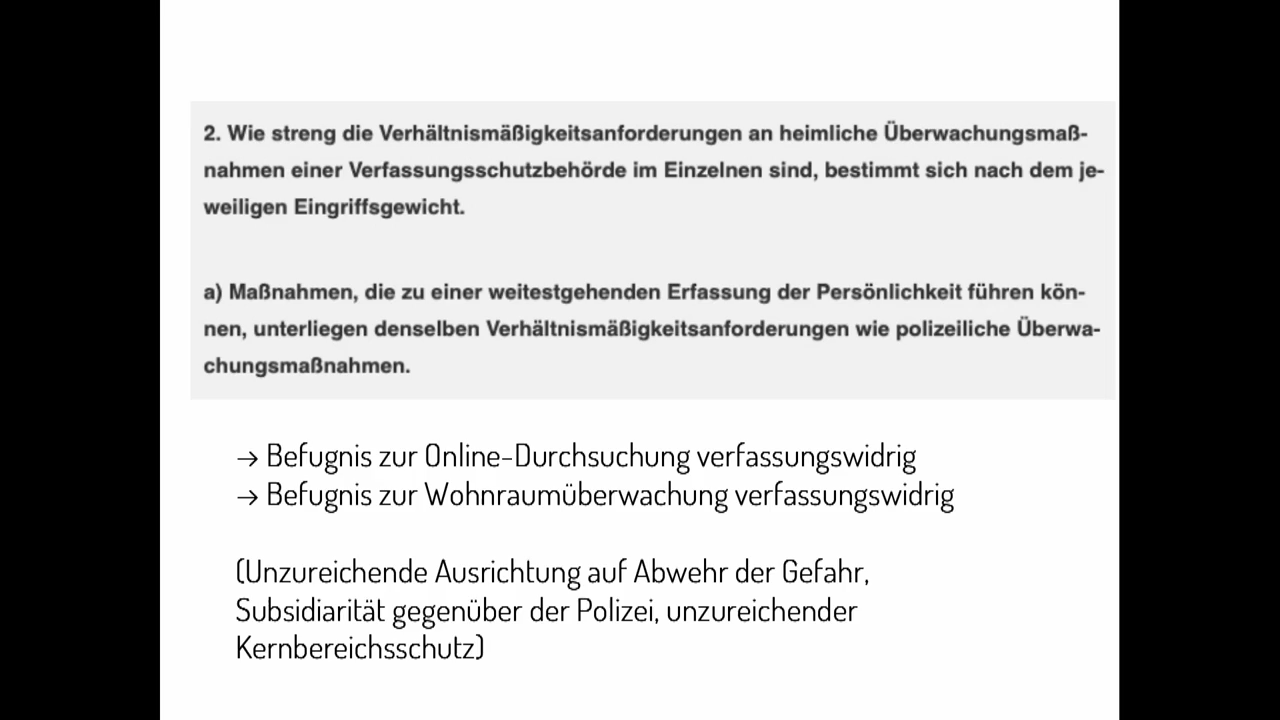 2. Wie streng die Verhältnismäßigkeitsanforderungen an heimliche Überwachungsmaß-
nahmen einer Verfassungsschutzbehörde im Einzelnen sind, bestimmt sich nach dem je-
weiligen Eingriffsgewicht.
a) Maßnahmen, die zu einer weitestgehenden Erfassung der Persönlichkeit führen kön-
nen, unterliegen denselben Verhältnismäßigkeitsanforderungen wie polizeiliche Überwa-
chungsmaßnahmen.
→ Befugnis zur Online-Durchsuchung verfassungswidrig
→ Befugnis zur Wohnraumüberwachung verfassungswidrig
(Unzureichende Ausrichtung auf Abwehr der Gefahr,
Subsidiarität gegenüber der Polizei, unzureichender
Kernbereichsschutz)